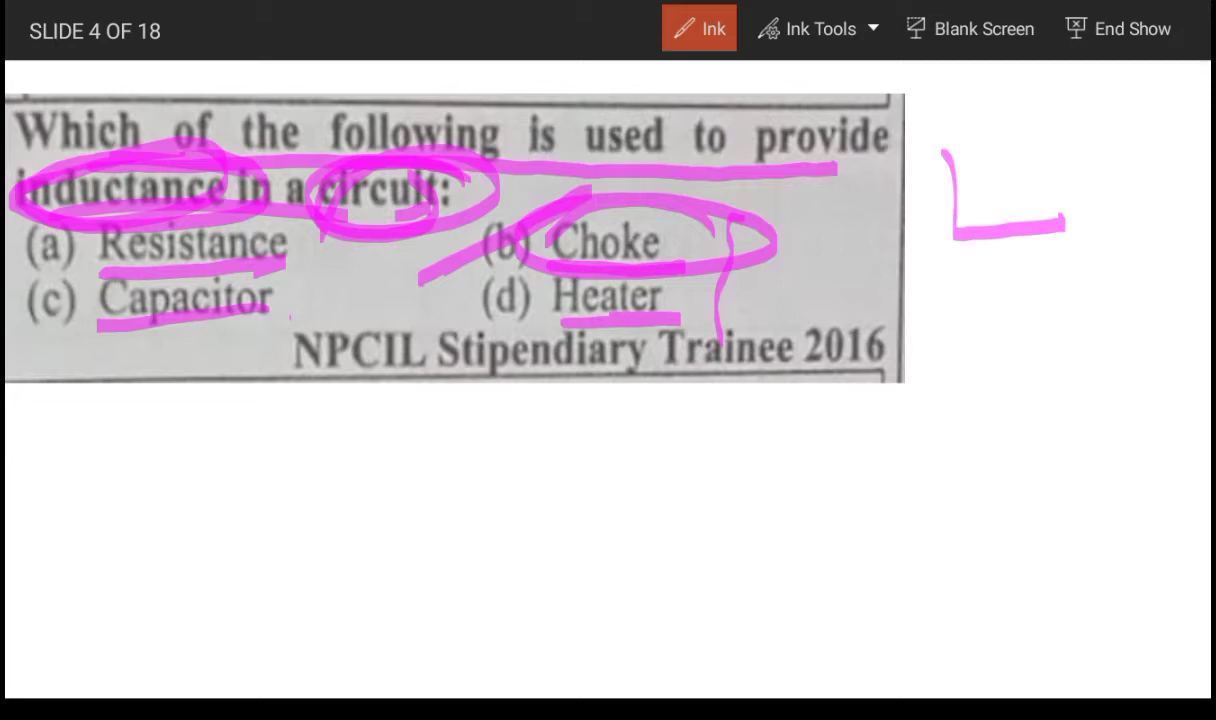 SLIDE 4 OF 18 Ink Ink Tools Blank Screen End Show
Which of the following is used to provide
inductance in a circuit:
(a) Resistance (b) Choke
(c) Capacitor (d) Heater
NPCIL Stipendiary Trainee 2016
L